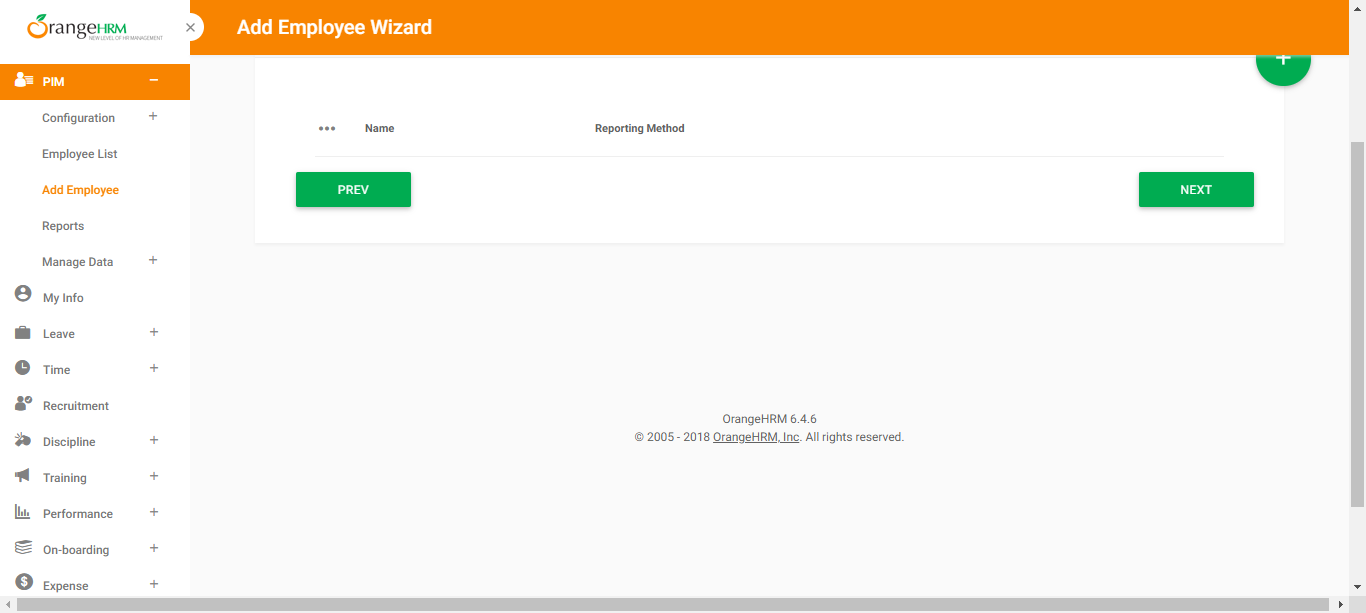 OrangeHRM
NEW LEVEL OF HR MANAGEMENT
Add Employee Wizard
PIM
Configuration
Employee List
Add Employee
Reports
Manage Data
My Info
Leave
Time
Recruitment
Discipline
Training
Performance
On-boarding
Expense
Name Reporting Method
PREV NEXT
OrangeHRM 6.4.6
© 2005 - 2018 OrangeHRM, Inc. All rights reserved.